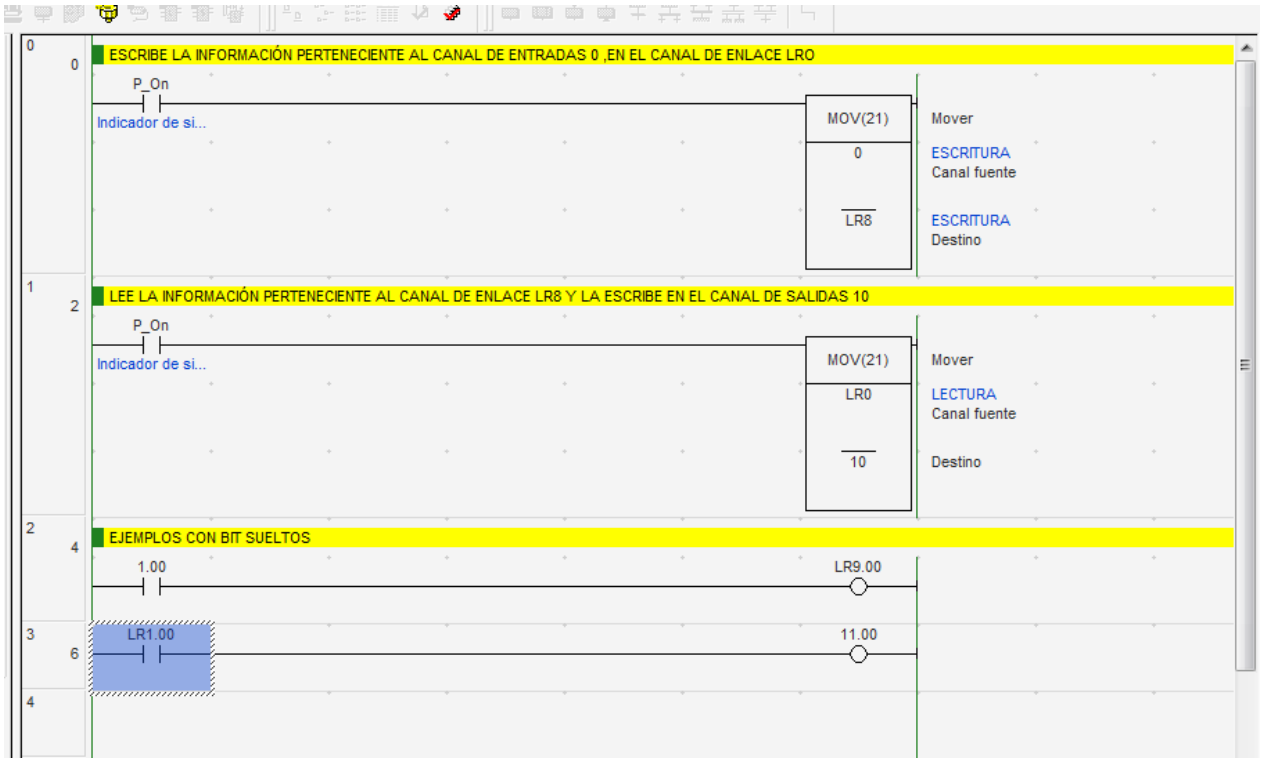 0
0
ESCRIBE LA INFORMACIÓN PERTENECIENTE AL CANAL DE ENTRADAS 0 ,EN EL CANAL DE ENLACE LRO
P_On
Indicador de si...
MOV(21)
Mover
0
ESCRITURA
Canal fuente
LR8
ESCRITURA
Destino
1
2
LEE LA INFORMACIÓN PERTENECIENTE AL CANAL DE ENLACE LR8 Y LA ESCRIBE EN EL CANAL DE SALIDAS 10
P_On
Indicador de si...
MOV(21)
Mover
LR0
LECTURA
Canal fuente
10
Destino
2
4
EJEMPLOS CON BIT SUELTOS
1.00
LR9.00
3
6
LR1.00
11.00
4